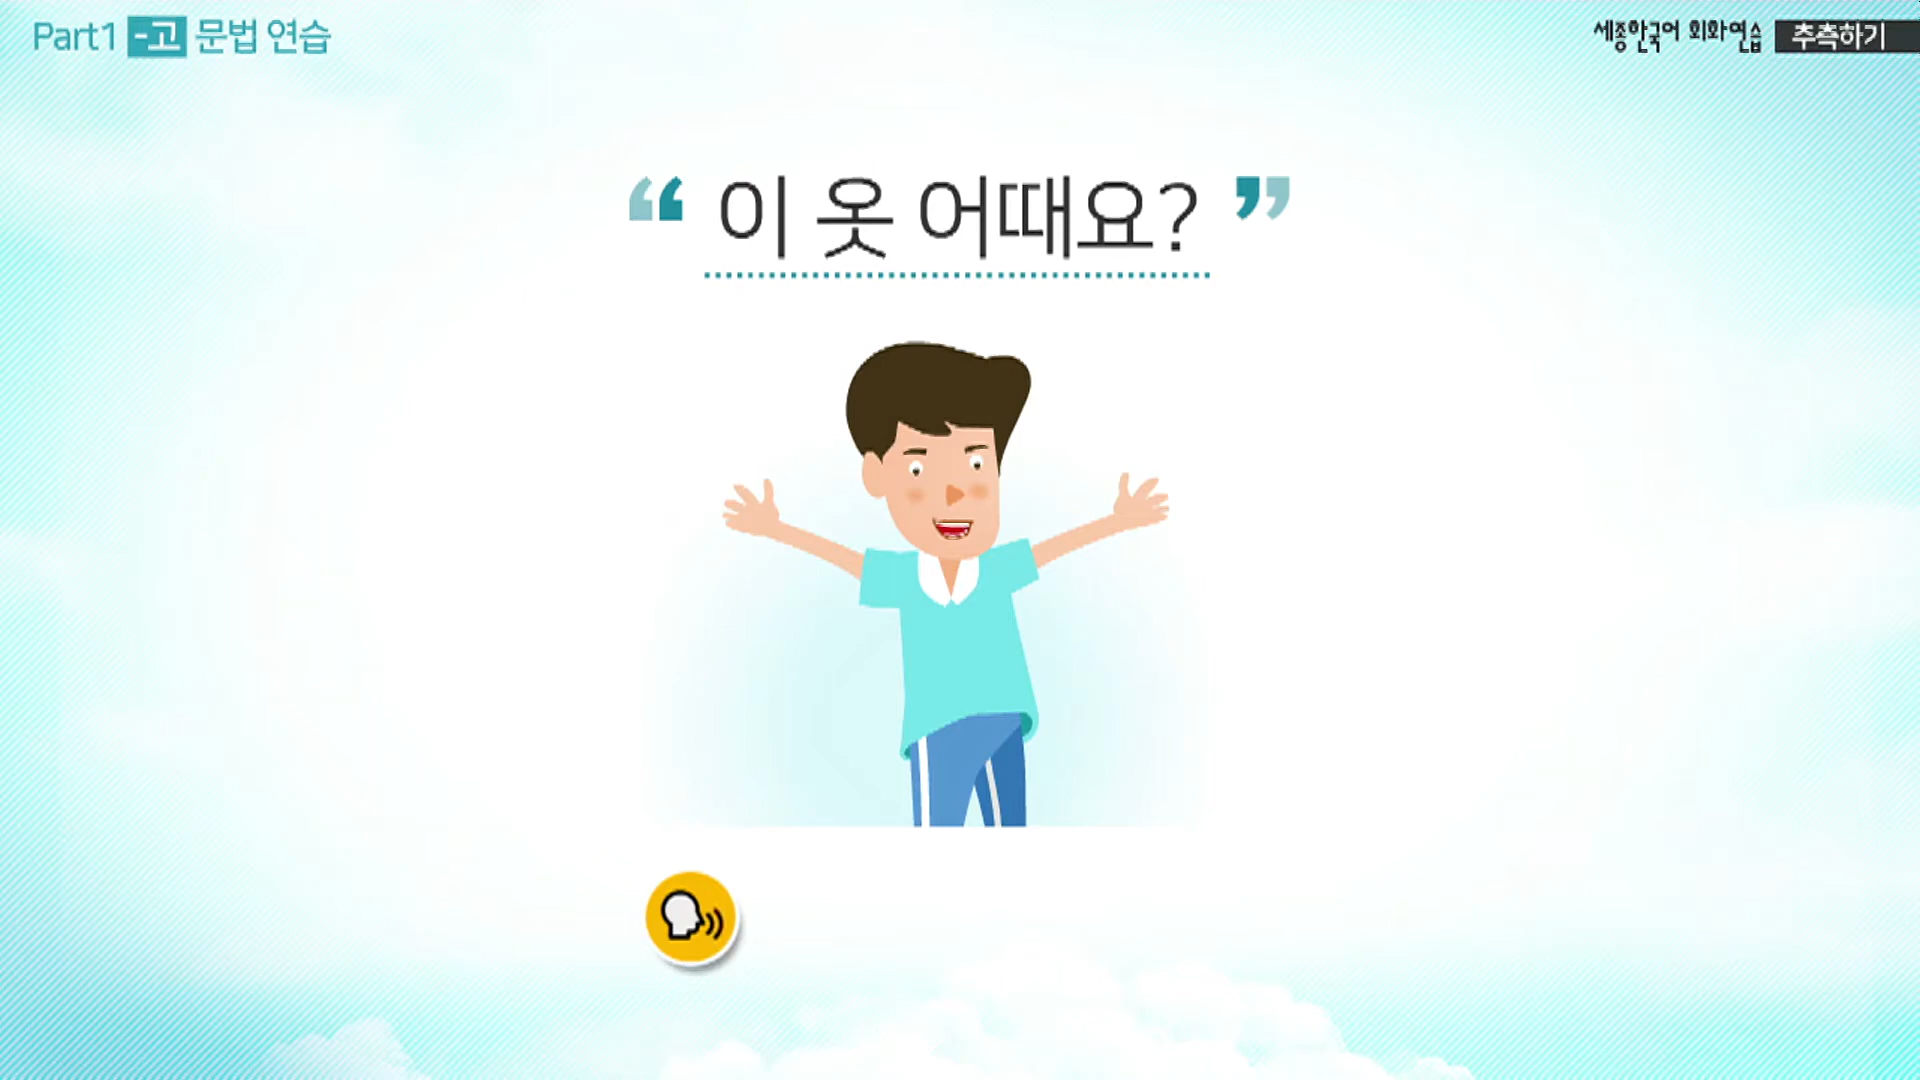 Part1 -고 문법 연습
세종한국어 회화연습 추측하기
“ 이 옷 어때요? ”